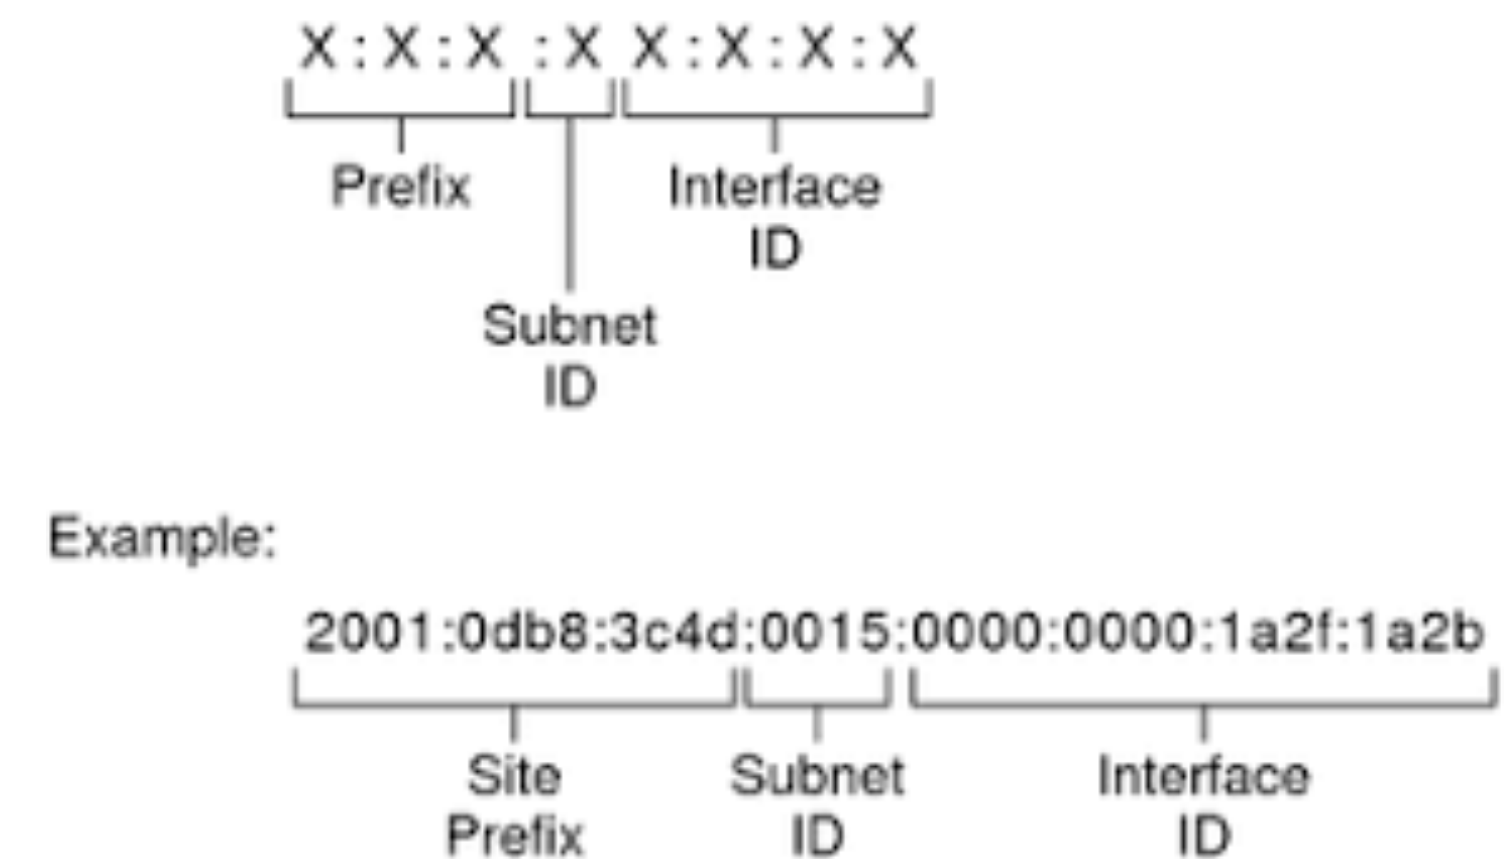 X : X : X : X X : X : X : X
Prefix
Interface
ID
Subnet
ID
Example:
2001:0db8:3c4d:0015:0000:0000:1a2f:1a2b
Site
Prefix
Subnet
ID
Interface
ID